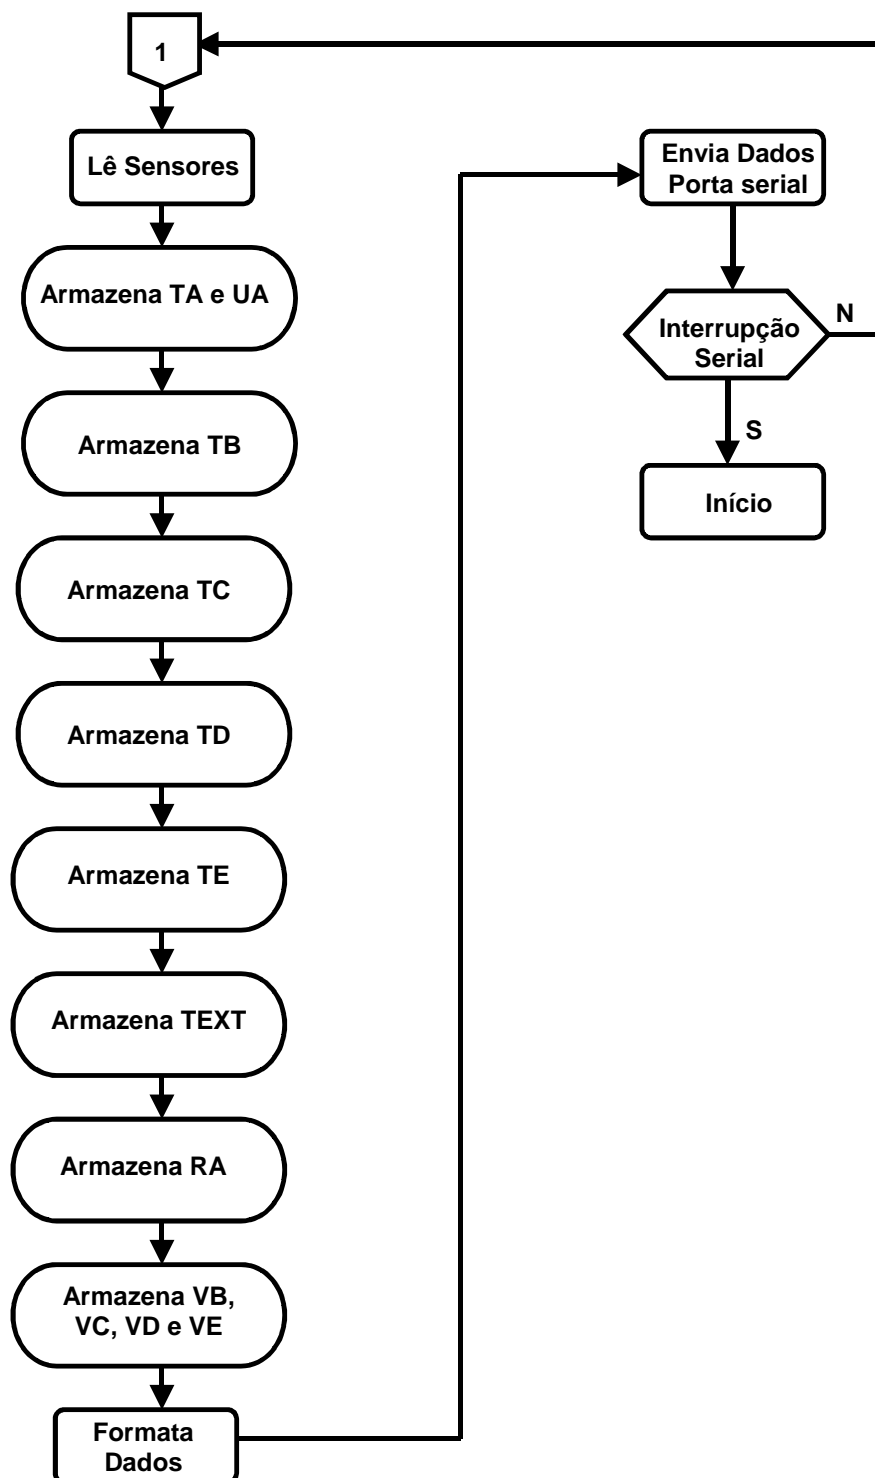 1
Lê Sensores
Armazena TA e UA
Armazena TB
Armazena TC
Armazena TD
Armazena TE
Armazena TEXT
Armazena RA
Armazena VB,
VC, VD e VE
Formata
Dados
Envia Dados
Porta serial
Interrupção
Serial
N
S
Início